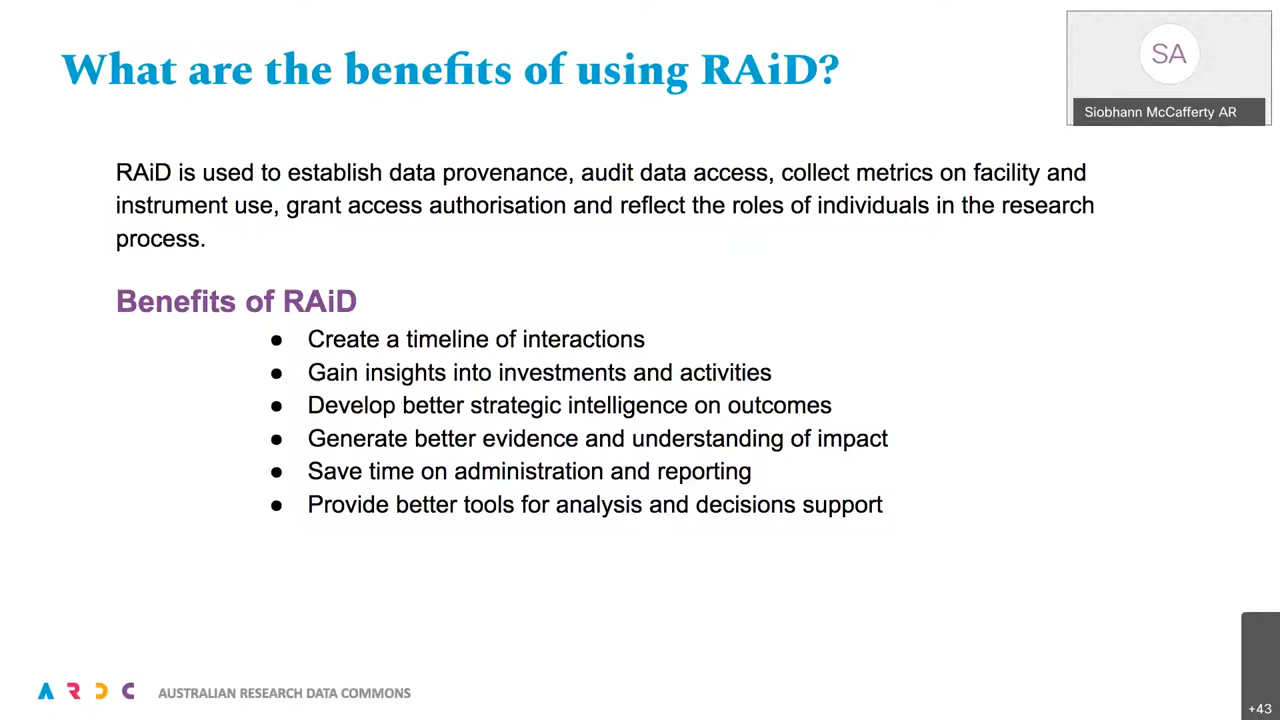 What are the benefits of using RAiD?
SA
Siobhann McCafferty AR
RAiD is used to establish data provenance, audit data access, collect metrics on facility and
instrument use, grant access authorisation and reflect the roles of individuals in the research
process.
Benefits of RAiD
● Create a timeline of interactions
● Gain insights into investments and activities
● Develop better strategic intelligence on outcomes
● Generate better evidence and understanding of impact
● Save time on administration and reporting
● Provide better tools for analysis and decisions support
ARDC AUSTRALIAN RESEARCH DATA COMMONS
+43